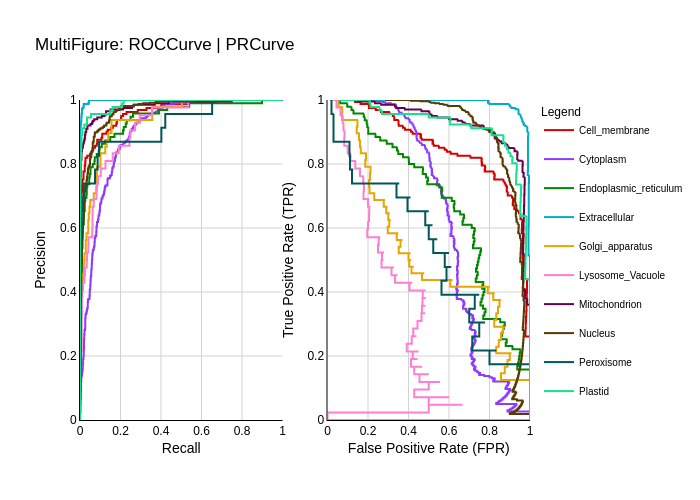 MultiFigure: ROCCurve | PRCurve
Precision
1
0.8
0.6
0.4
0.2
0
0 0.2 0.4 0.6 0.8 1
Recall
True Positive Rate (TPR)
1
0.8
0.6
0.4
0.2
0
0 0.2 0.4 0.6 0.8 1
False Positive Rate (FPR)
Legend
Cell_membrane
Cytoplasm
Endoplasmic_reticulum
Extracellular
Golgi_apparatus
Lysosome_Vacuole
Mitochondrion
Nucleus
Peroxisome
Plastid